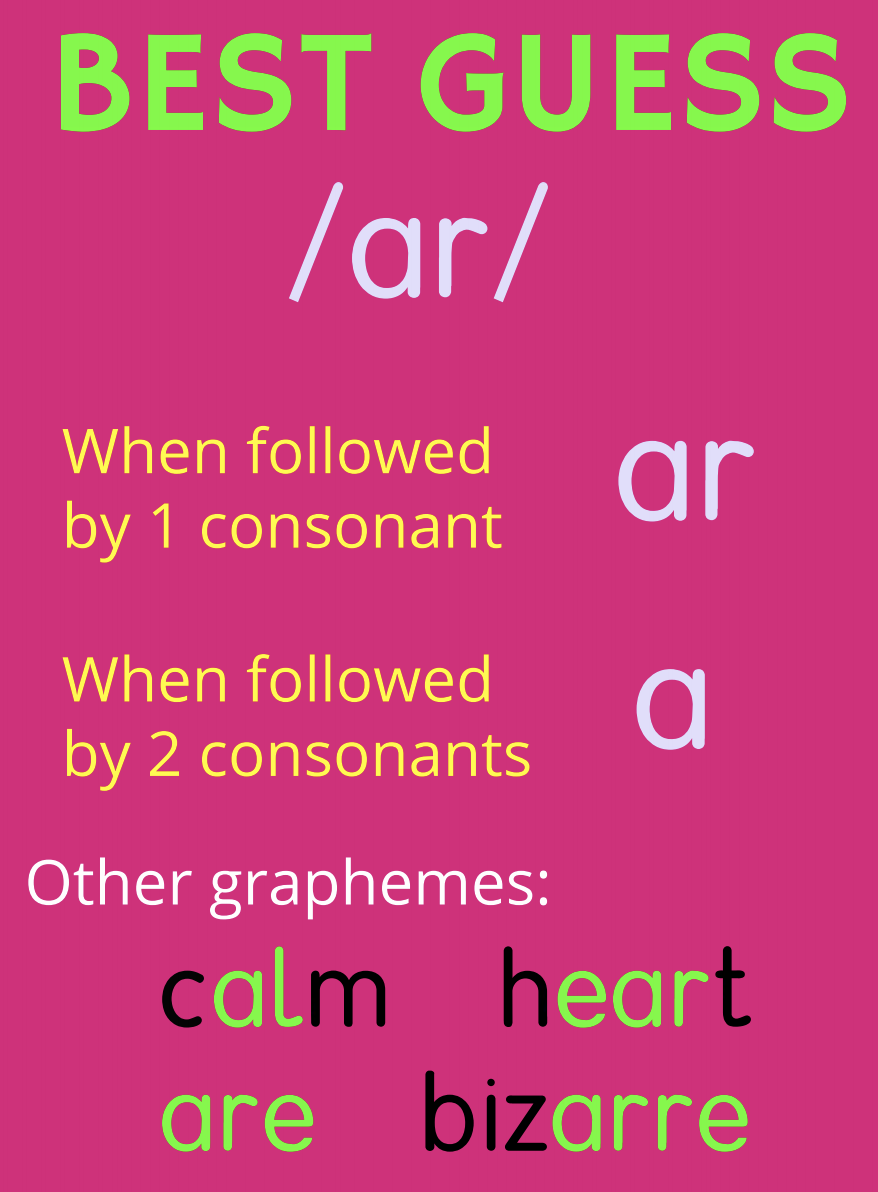 BEST GUESS
/ar/
When followed
by 1 consonant
ar
When followed
by 2 consonants
a
Other graphemes:
calm heart
are bizarre